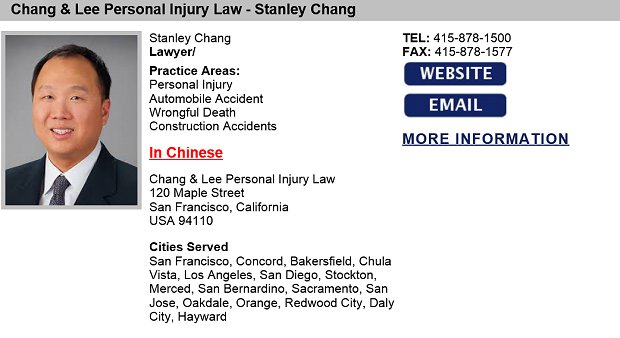 Chang & Lee Personal Injury Law - Stanley Chang
Stanley Chang
Lawyer/
Practice Areas:
Personal Injury
Automobile Accident
Wrongful Death
Construction Accidents
In Chinese
Chang & Lee Personal Injury Law
120 Maple Street
San Francisco, California
USA 94110
Cities Served
San Francisco, Concord, Bakersfield, Chula
Vista, Los Angeles, San Diego, Stockton,
Merced, San Bernardino, Sacramento, San
Jose, Oakdale, Orange, Redwood City, Daly
City, Hayward
TEL: 415-878-1500
FAX: 415-878-1577
WEBSITE
EMAIL
MORE INFORMATION